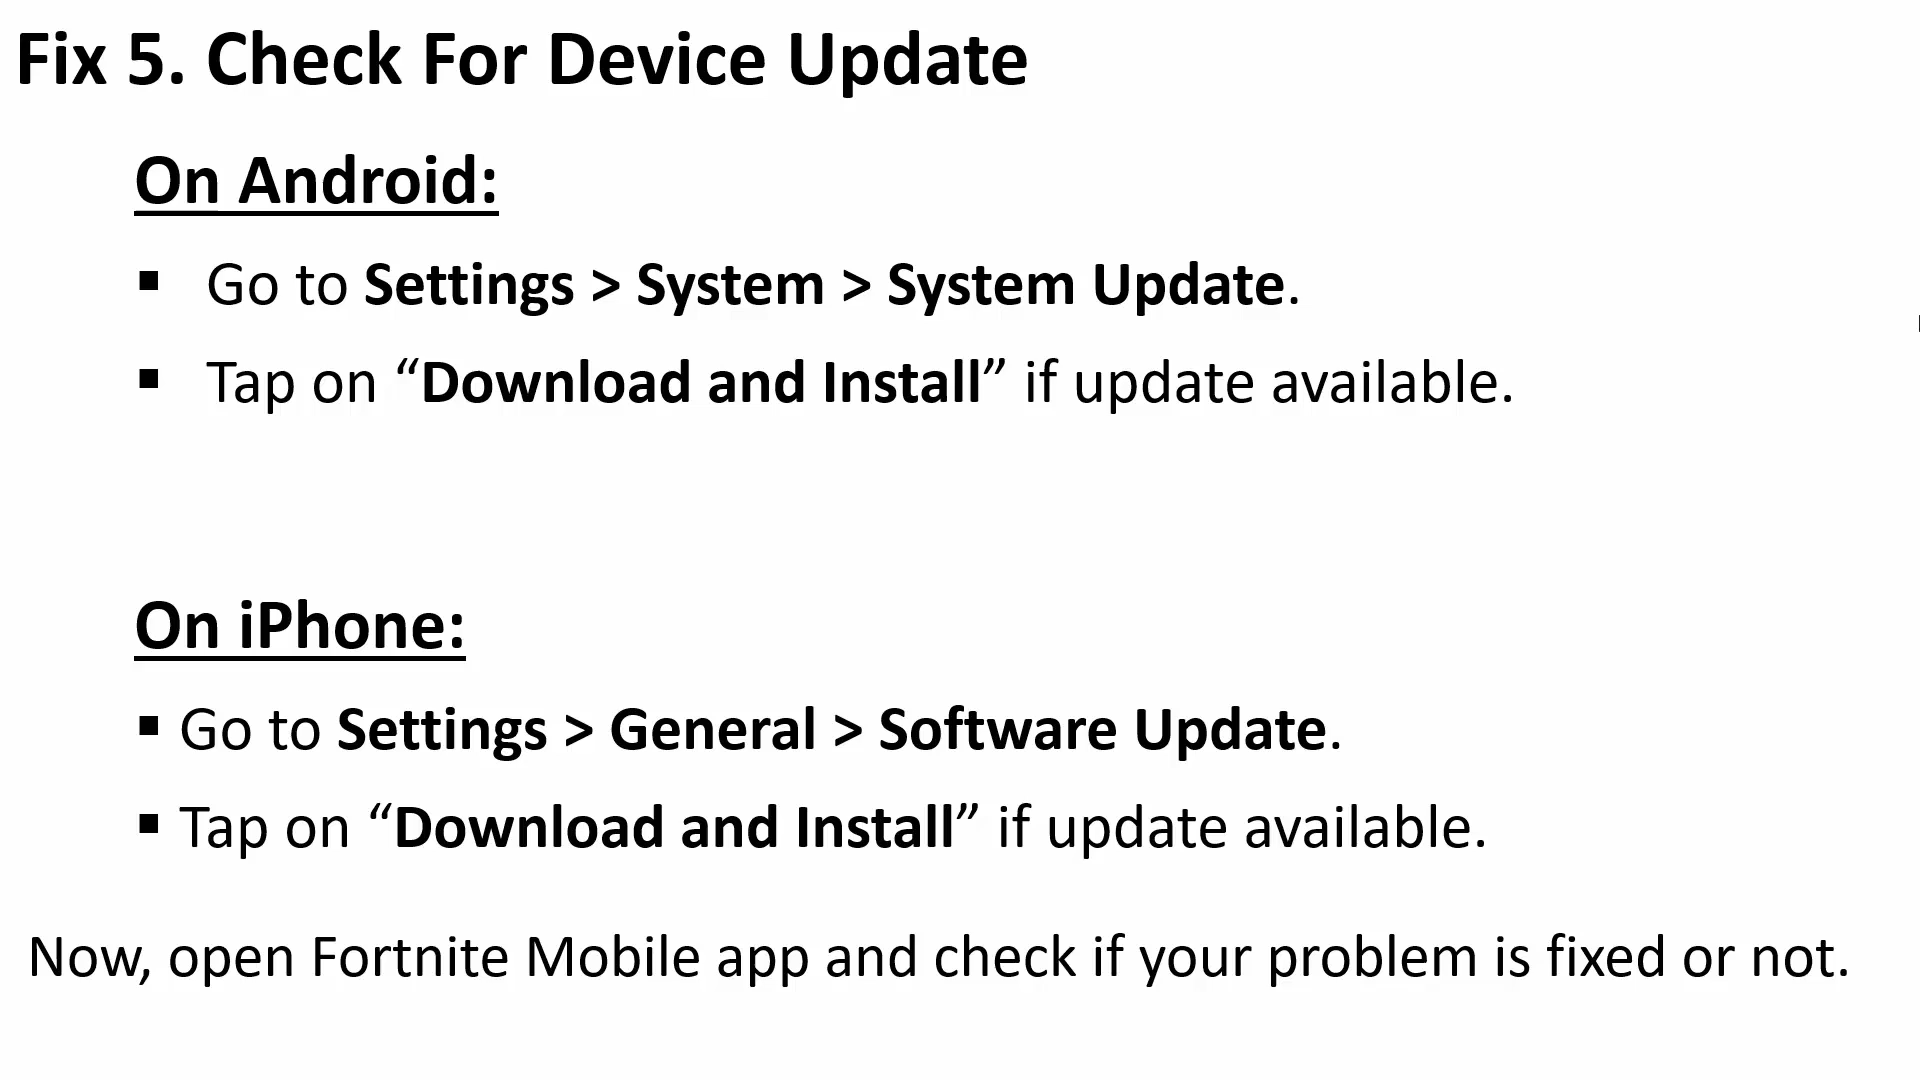 Fix 5. Check For Device Update
On Android:
▪ Go to Settings > System > System Update.
▪ Tap on “Download and Install” if update available.
On iPhone:
▪ Go to Settings > General > Software Update.
▪ Tap on “Download and Install” if update available.
Now, open Fortnite Mobile app and check if your problem is fixed or not.